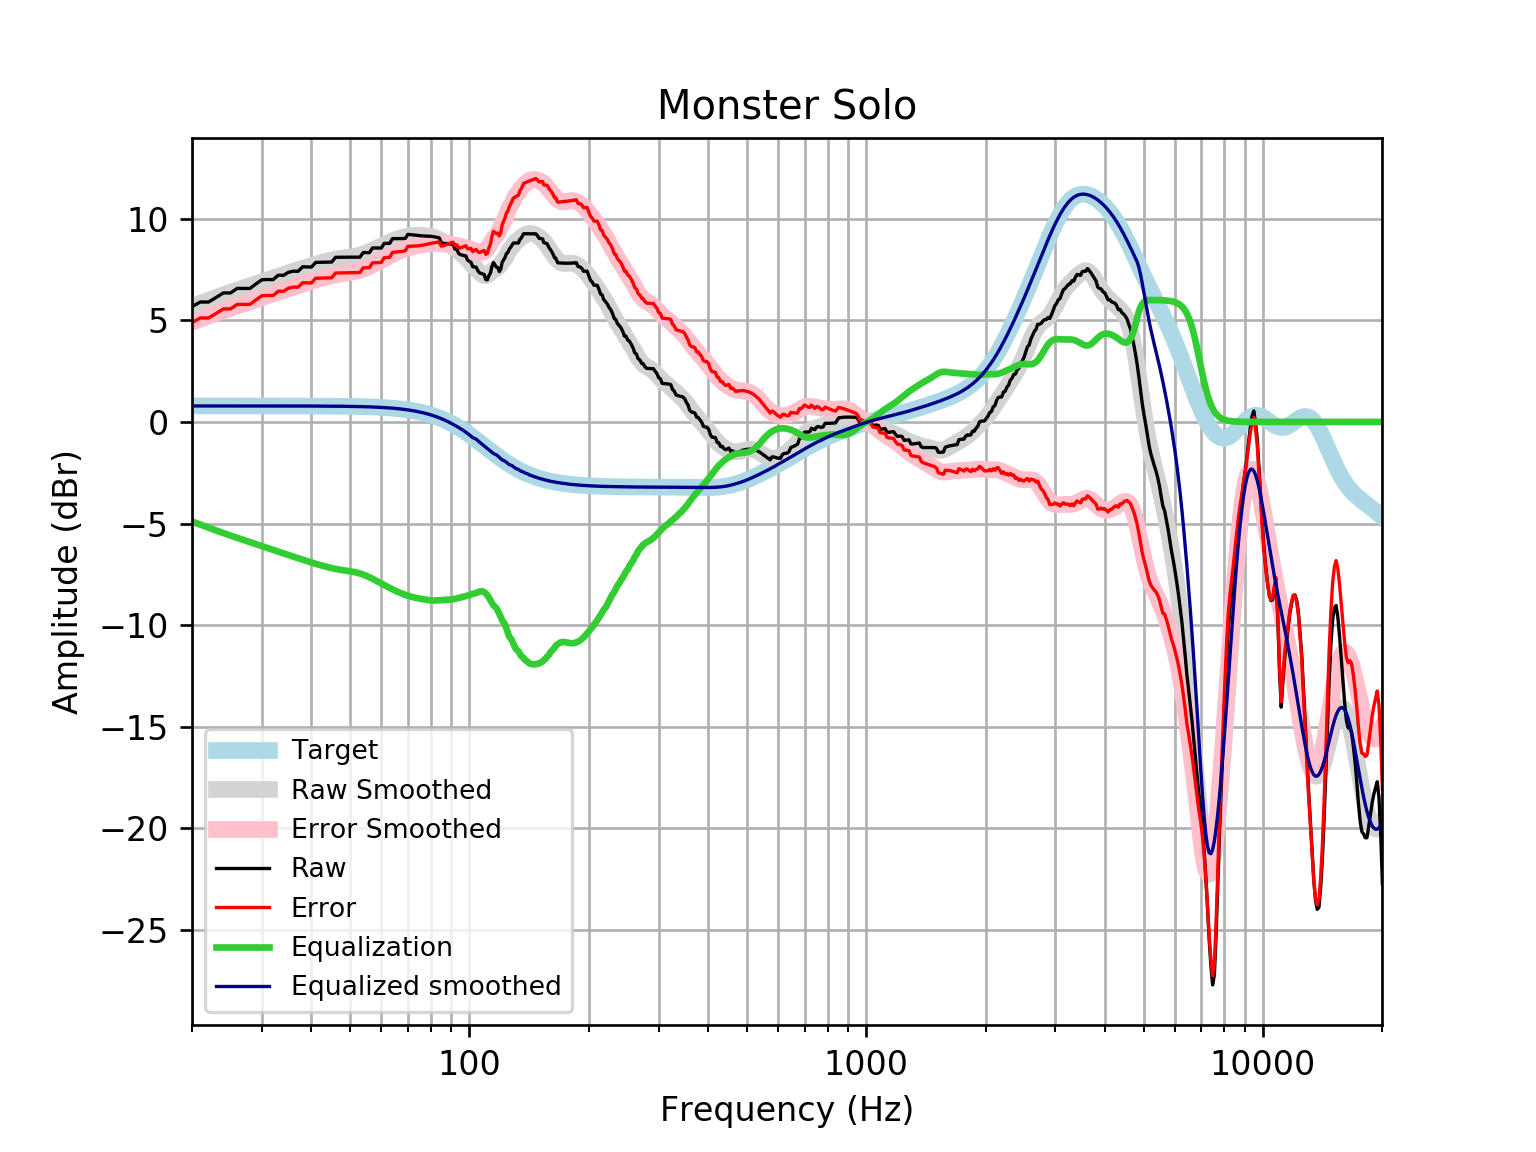 Monster Solo
Amplitude (dBr)
10
5
0
−5
−10
−15
−20
−25
Target
Raw Smoothed
Error Smoothed
Raw
Error
Equalization
Equalized smoothed
100 1000 10000
Frequency (Hz)